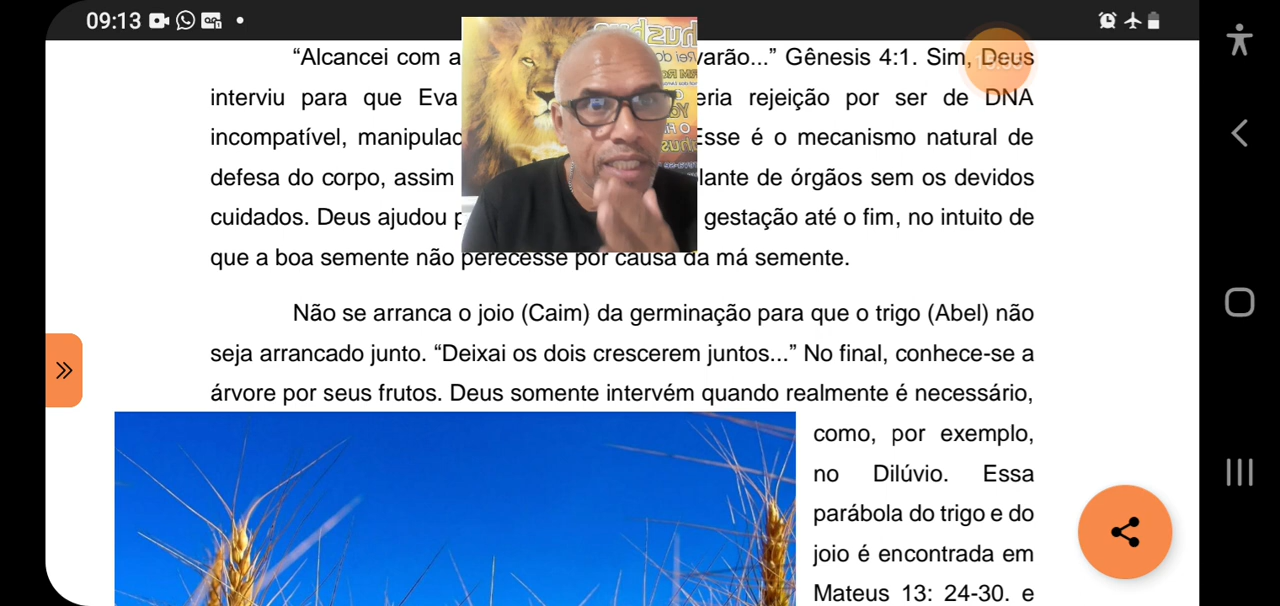 09:13
“Alcancei com a varão...” Gênesis 4:1. Sim, Deus
interviu para que Eva eria rejeição por ser de DNA
incompatível, manipulad Esse é o mecanismo natural de
defesa do corpo, assim lante de órgãos sem os devidos
cuidados. Deus ajudou p gestação até o fim, no intuito de
que a boa semente não perecesse por causa da má semente.
Não se arranca o joio (Caim) da germinação para que o trigo (Abel) não
seja arrancado junto. “Deixai os dois crescerem juntos...” No final, conhece-se a
árvore por seus frutos. Deus somente intervém quando realmente é necessário,
como, por exemplo,
no Dilúvio. Essa
parábola do trigo e do
joio é encontrada em
Mateus 13: 24-30. e